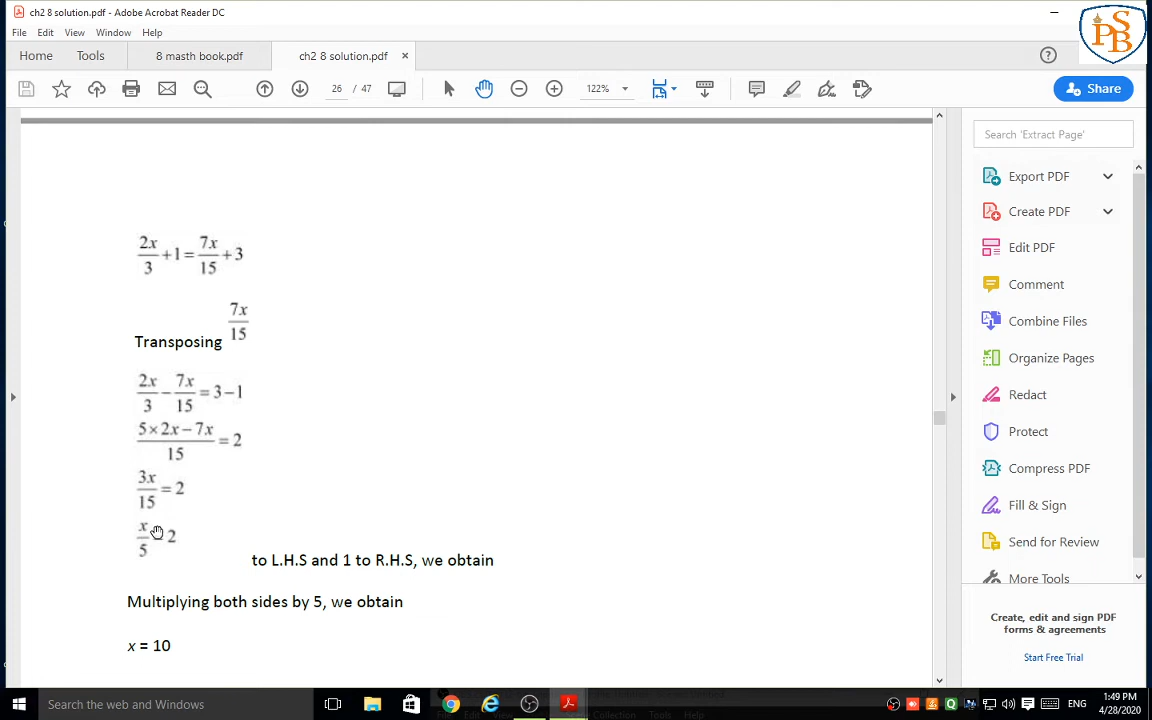 ch2 8 solution.pdf - Adobe Acrobat Reader DC
File Edit View Window Help
Home Tools 8 masth book.pdf ch2 8 solution.pdf ×
26 / 47 122% Share
PSB
Search 'Extract Page'
Export PDF
Create PDF
Edit PDF
Comment
Combine Files
Organize Pages
Redact
Protect
Compress PDF
Fill & Sign
Send for Review
More Tools
Create, edit and sign PDF
forms & agreements
Start Free Trial
2x/3 + 1 = 7x/15 + 3
Transposing 7x/15
2x/3 − 7x/15 = 3 − 1
5 × 2x − 7x/15 = 2
3x/15 = 2
x/5 2
to L.H.S and 1 to R.H.S, we obtain
Multiplying both sides by 5, we obtain
x = 10
Search the web and Windows
ENG
1:49 PM
4/28/2020